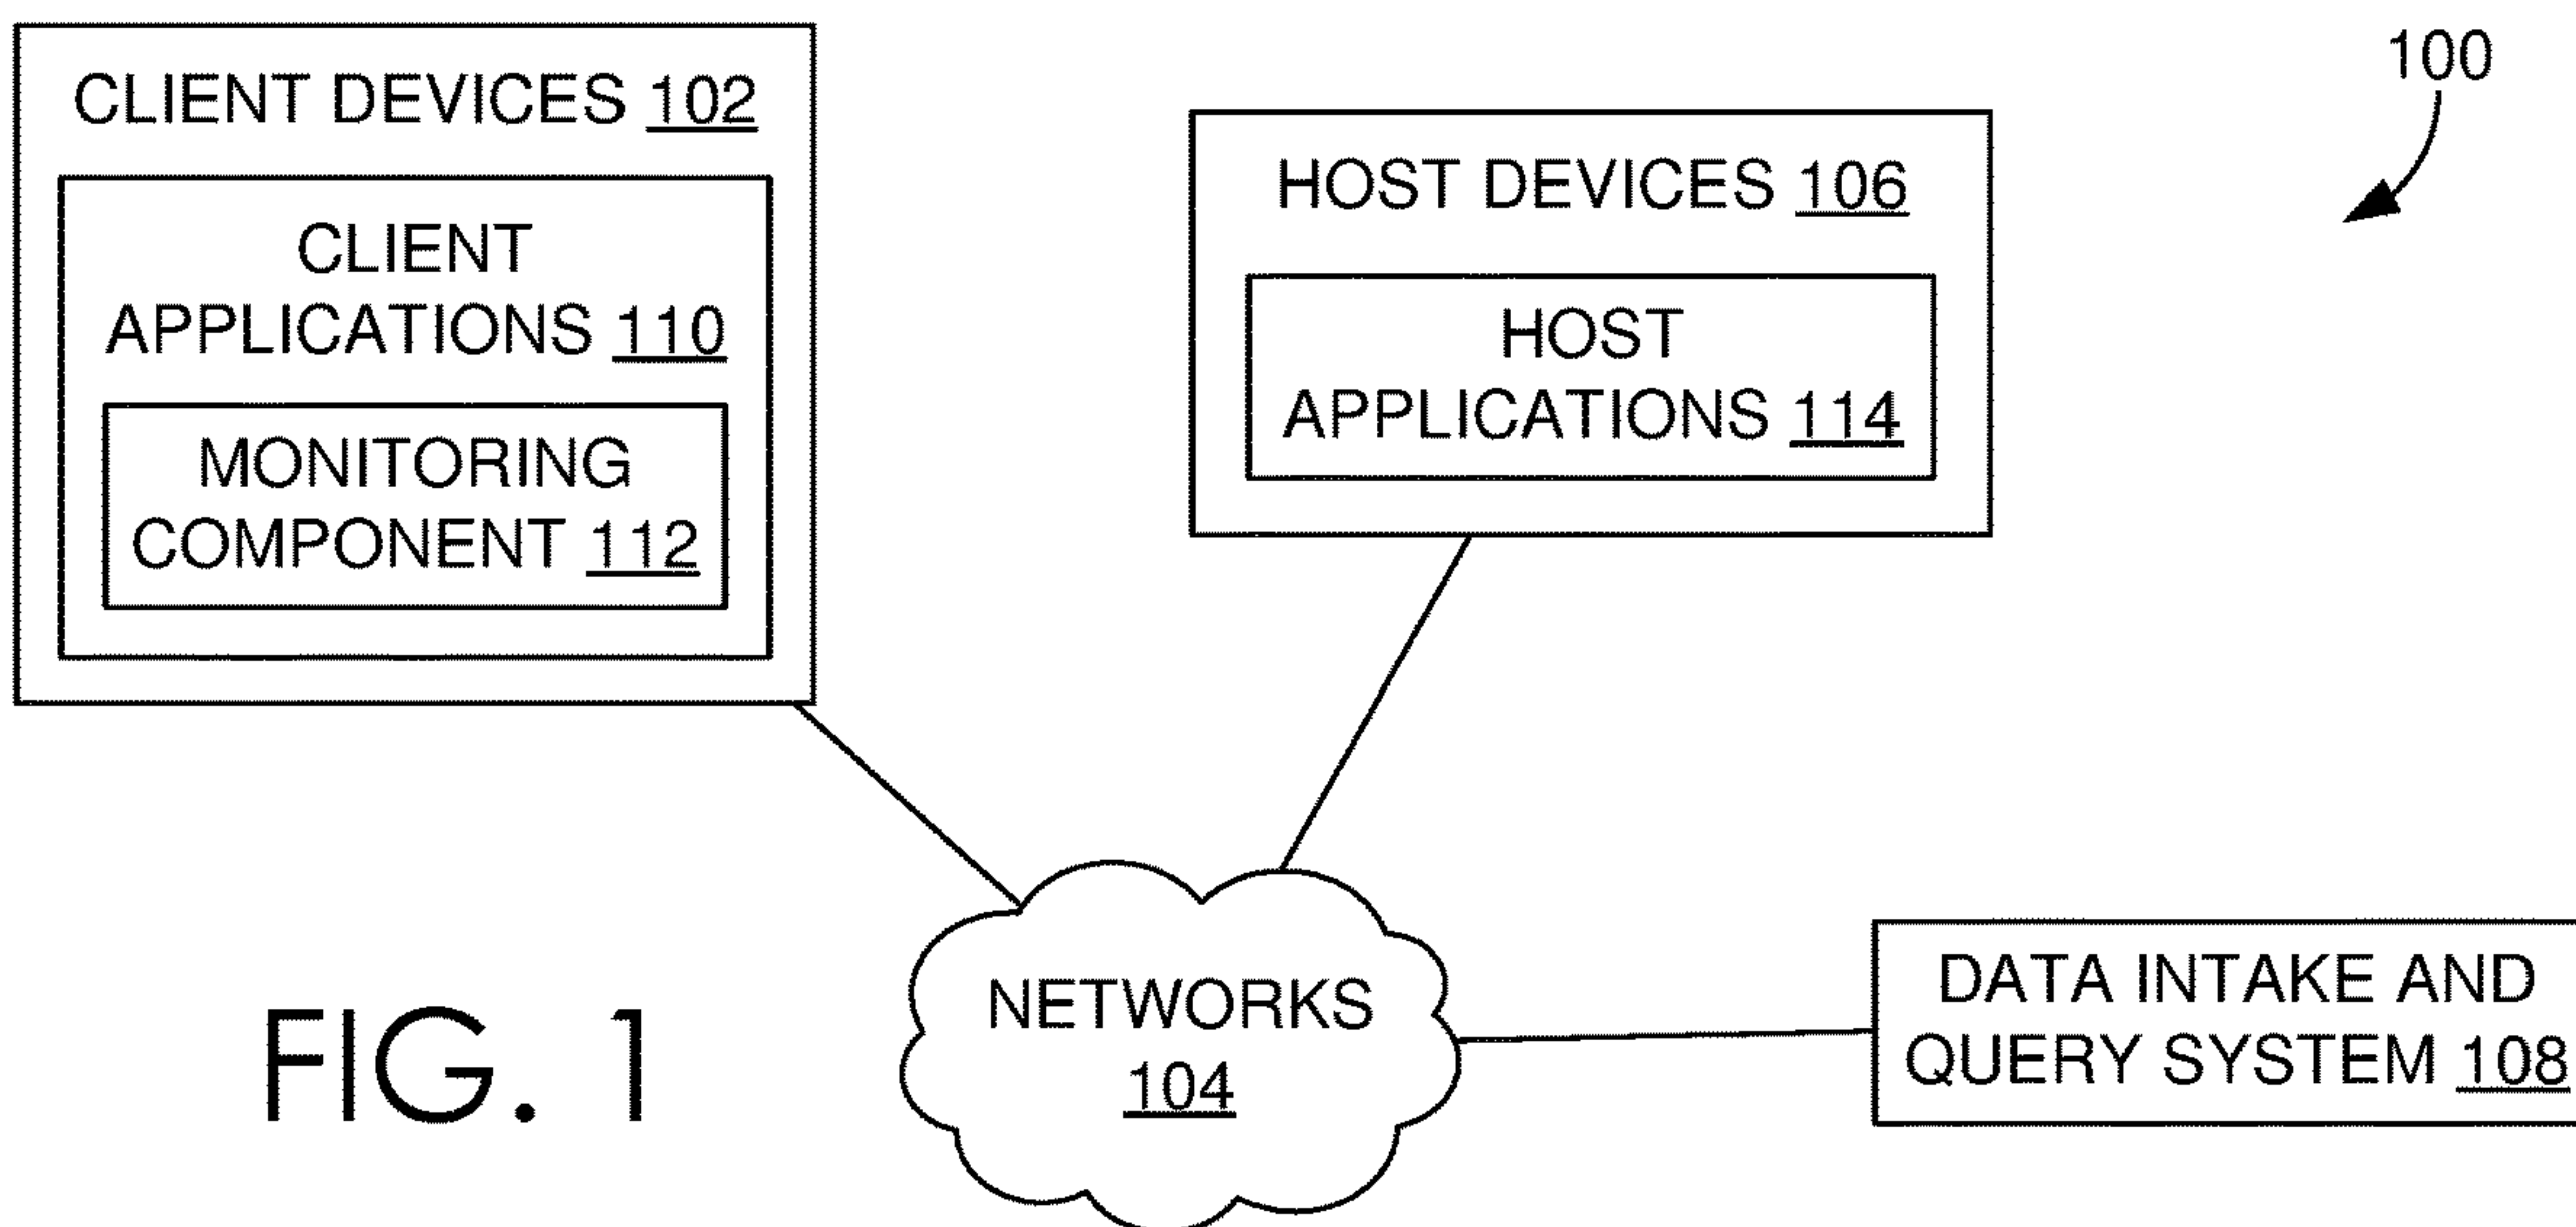 CLIENT DEVICES 102
CLIENT
APPLICATIONS 110
MONITORING
COMPONENT 112
HOST DEVICES 106
HOST
APPLICATIONS 114
100
NETWORKS
104
DATA INTAKE AND
QUERY SYSTEM 108
FIG. 1